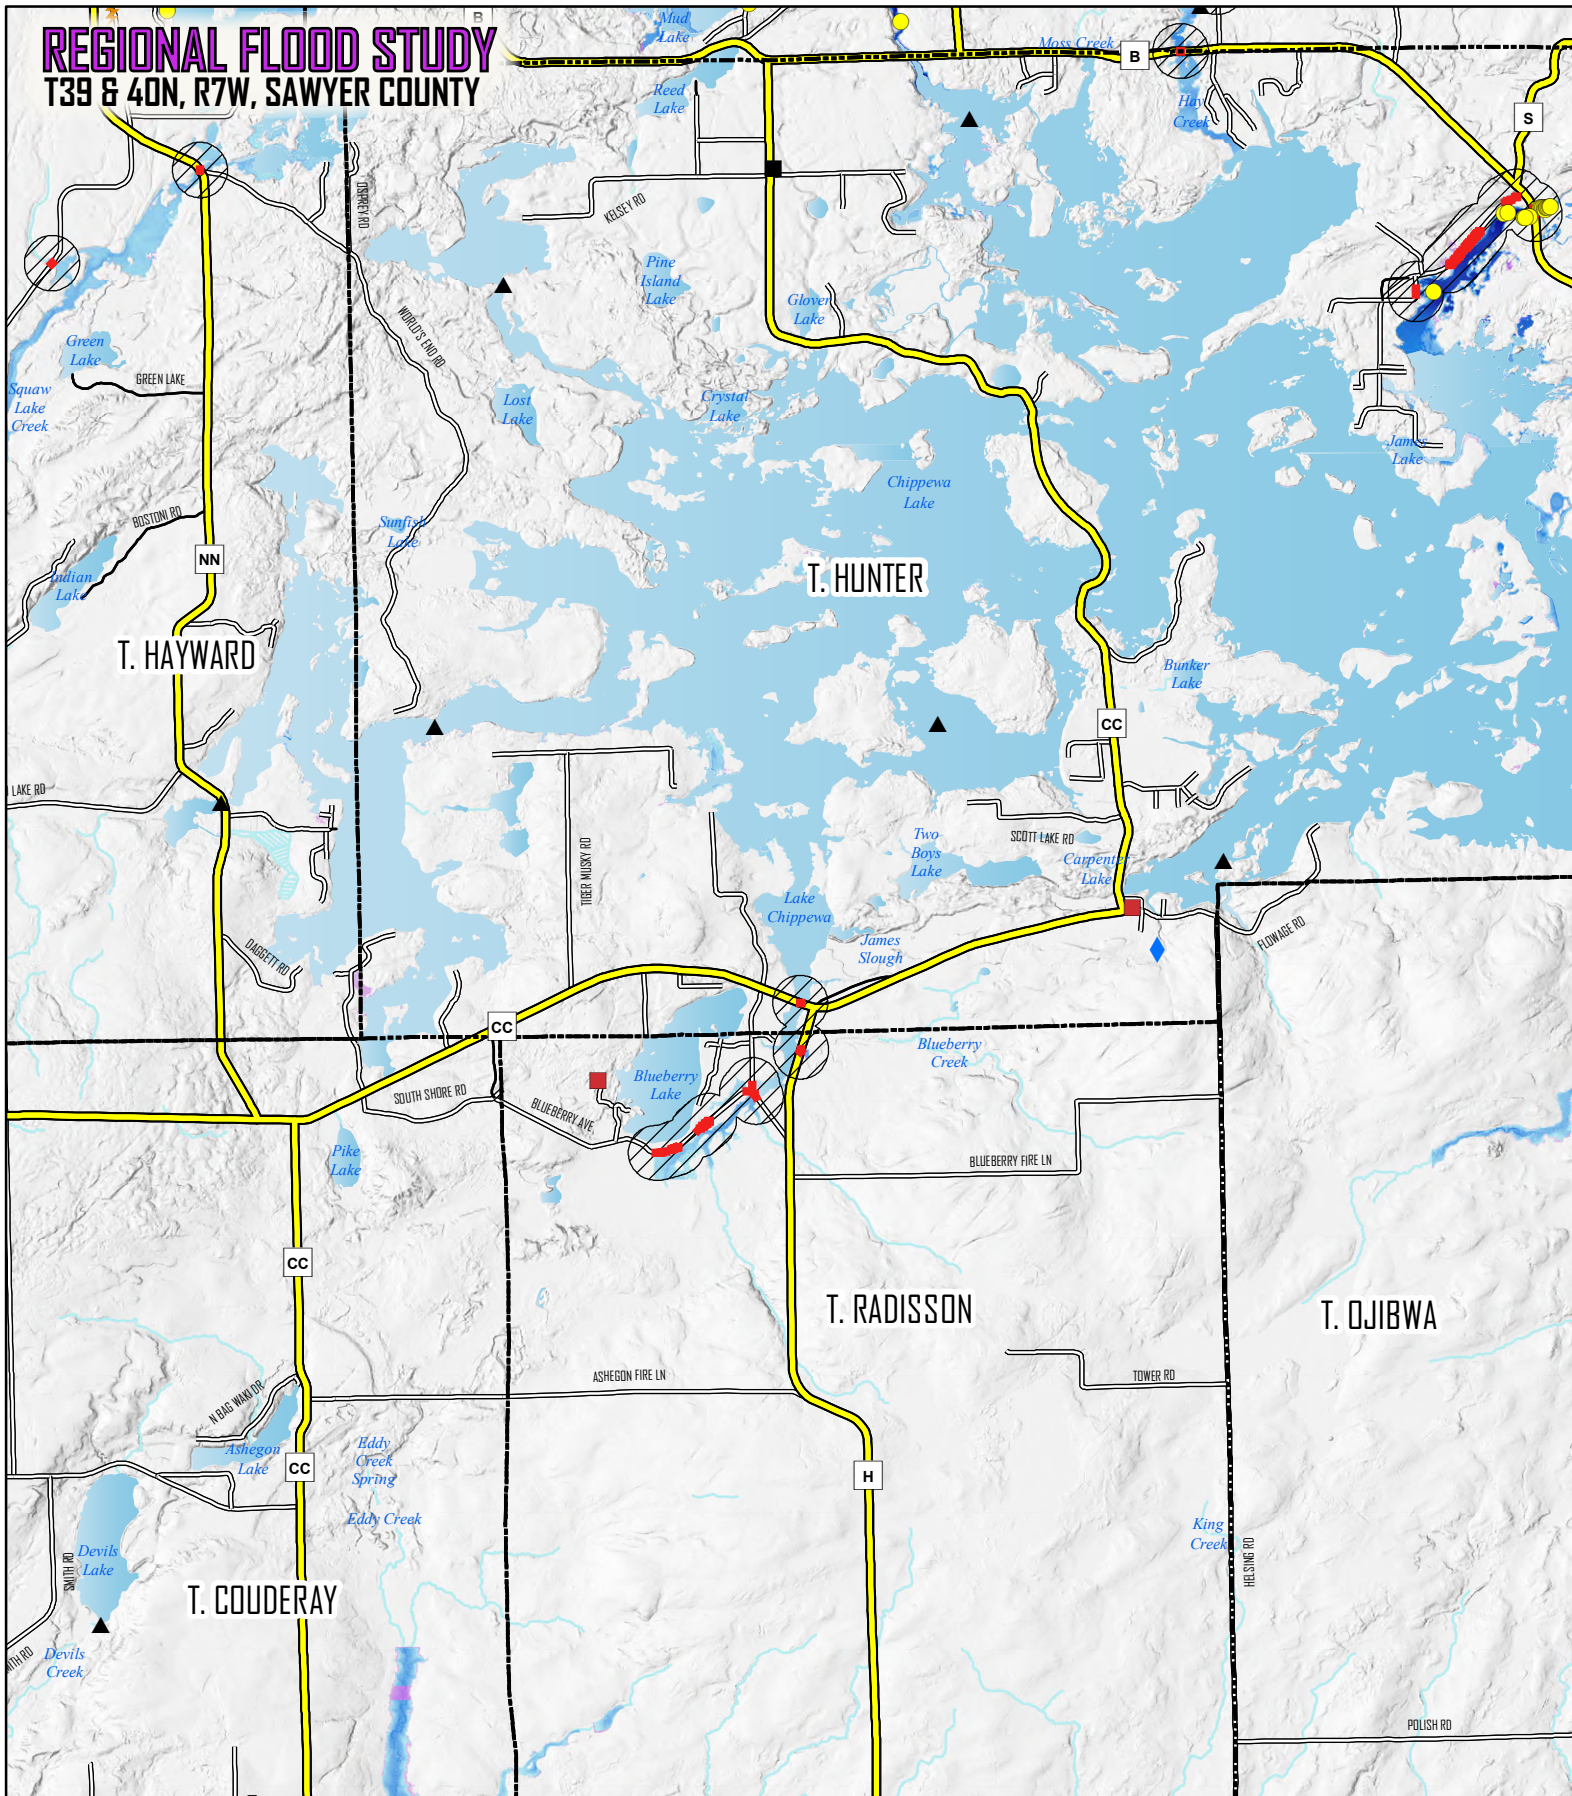 REGIONAL FLOOD STUDY
T39 & 40N, R7W, SAWYER COUNTY
B
Mud
Lake
Moss Creek
B
Reed
Lake
Hay
Creek
S
OSPREY RD
KELSEY RD
Pine
Island
Lake
Glover
Lake
WORLD'S END RD
Green
Lake
GREEN LAKE
Squaw
Lake
Creek
Lost
Lake
Crystal
Lake
James
Lake
Chippewa
Lake
BOSTONI RD
Sunfish
Lake
NN
Indian
Lake
T. HUNTER
T. HAYWARD
Bunker
Lake
CC
LAKE RD
TIGER MUSKY RD
Two
Boys
Lake
SCOTT LAKE RD
Carpenter
Lake
Lake
Chippewa
DAGGETT RD
James
Slough
FLOWAGE RD
CC
Blueberry
Creek
Blueberry
Lake
SOUTH SHORE RD
BLUEBERRY AVE
Pike
Lake
BLUEBERRY FIRE LN
CC
T. RADISSON
T. OJIBWA
ASHEGON FIRE LN
TOWER RD
N BAG WAKI DR
Ashegon
Lake
Eddy
Creek
Spring
CC
H
Eddy Creek
King
Creek
HELSING RD
Devils
Lake
SMITH RD
T. COUDERAY
Devils
Creek
ITH RD
POLISH RD